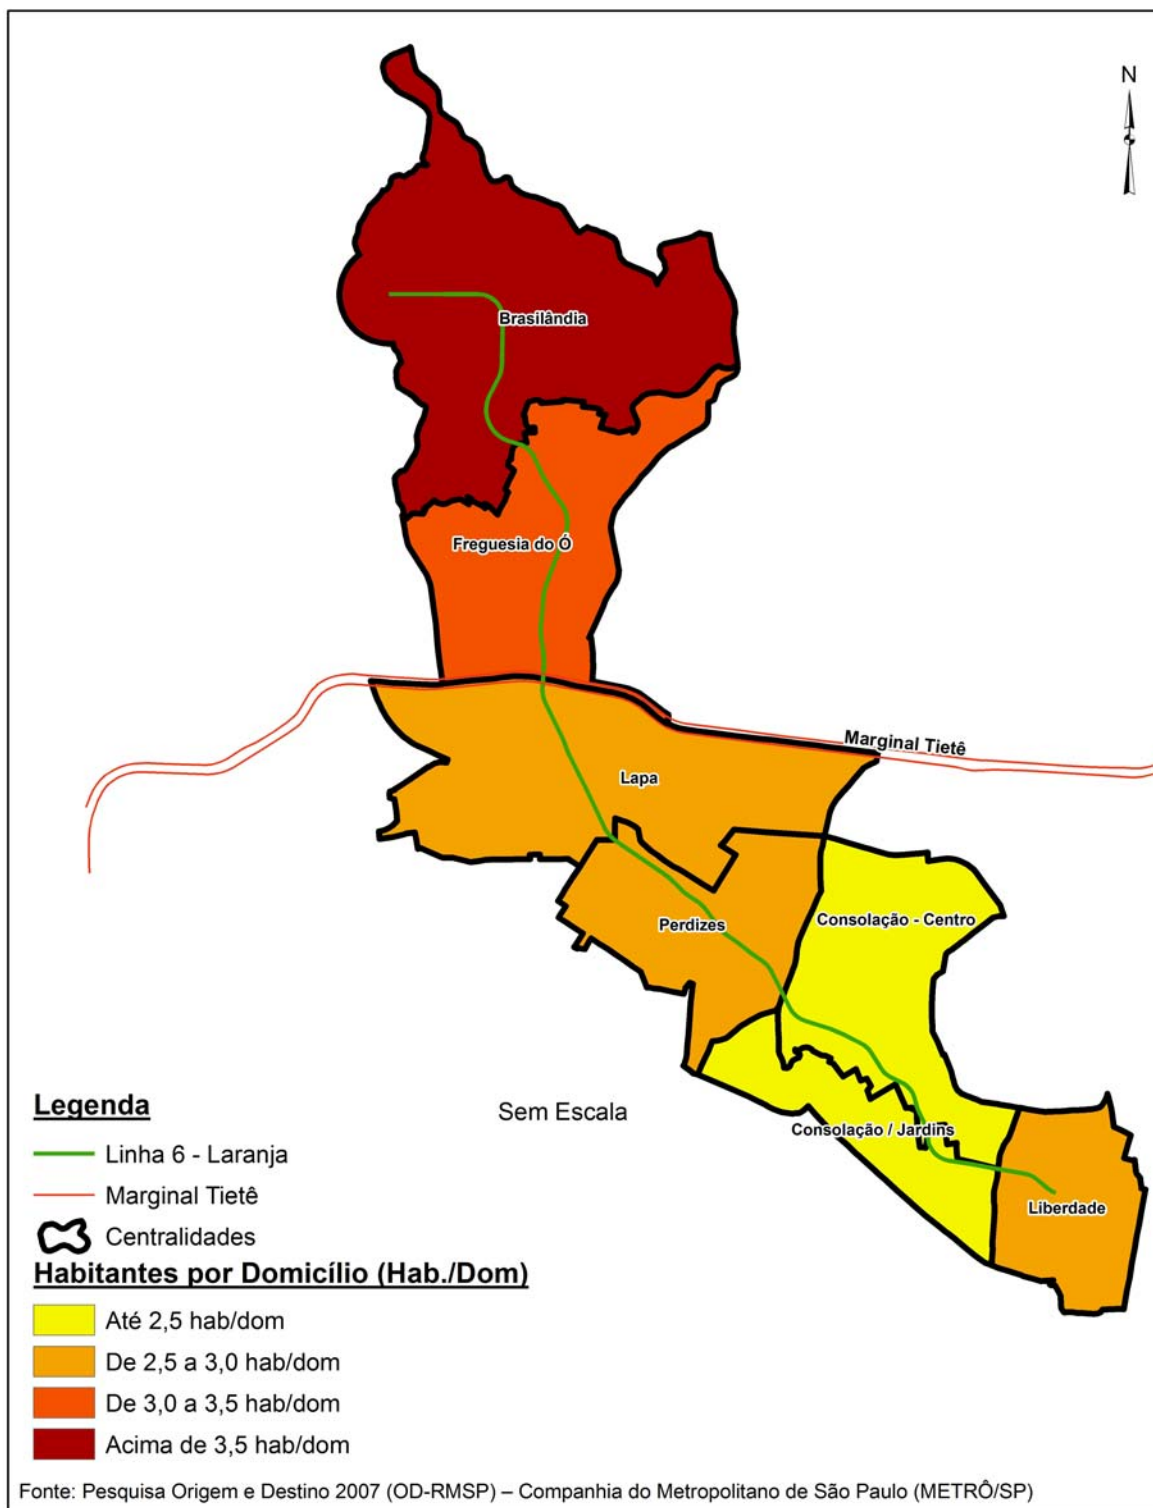 N
Brasilândia
Freguesia do Ó
Marginal Tietê
Lapa
Perdizes
Consolação - Centro
Sem Escala
Consolação / Jardins
Liberdade
Legenda
Linha 6 - Laranja
Marginal Tietê
Centralidades
Habitantes por Domicílio (Hab./Dom)
Até 2,5 hab/dom
De 2,5 a 3,0 hab/dom
De 3,0 a 3,5 hab/dom
Acima de 3,5 hab/dom
Fonte: Pesquisa Origem e Destino 2007 (OD-RMSP) – Companhia do Metropolitano de São Paulo (METRÔ/SP)